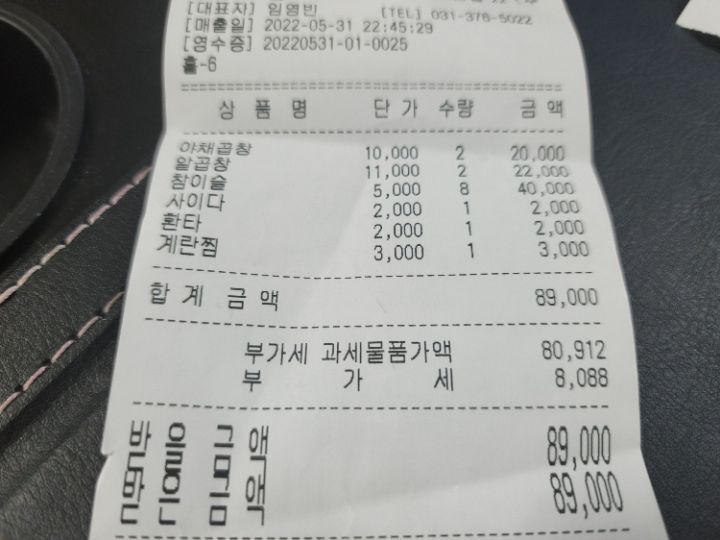 [대표자] 임영빈 [TEL] 031-376-5022
[매출일] 2022-05-31 22:45:29
[영수증] 20220531-01-0025
홀-6
상 품 명 단 가 수량 금 액
야채곱창 10,000 2 20,000
알곱창 11,000 2 22,000
참이슬 5,000 8 40,000
사이다 2,000 1 2,000
환타 2,000 1 2,000
계란찜 3,000 1 3,000
합 계 금 액 89,000
부가세 과세물품가액 80,912
부 가 세 8,088
받을금액 89,000
받은금액 89,000